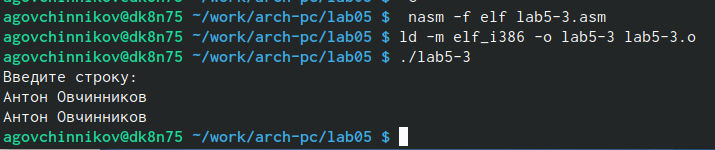 agovchinnikov@dk8n75 ~/work/arch-pc/lab05 $  nasm -f elf lab5-3.asm
agovchinnikov@dk8n75 ~/work/arch-pc/lab05 $ ld -m elf_i386 -o lab5-3 lab5-3.o
agovchinnikov@dk8n75 ~/work/arch-pc/lab05 $ ./lab5-3
Введите строку:
Антон Овчинников
Антон Овчинников
agovchinnikov@dk8n75 ~/work/arch-pc/lab05 $